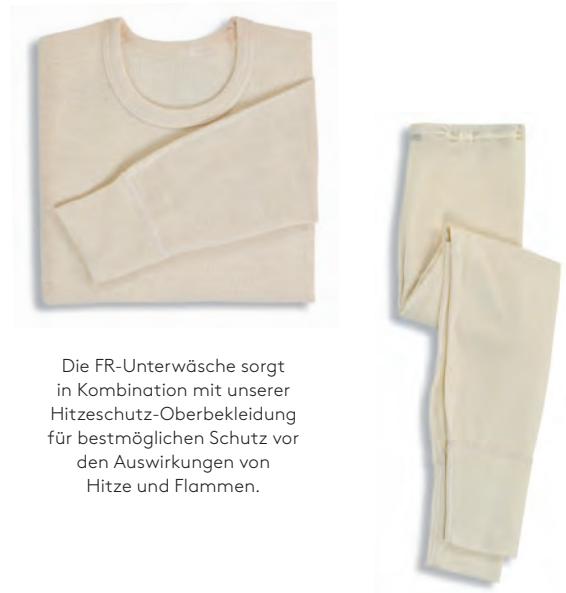 Die FR-Unterwäsche sorgt
in Kombination mit unserer
Hitzeschutz-Oberbekleidung
für bestmöglichen Schutz vor
den Auswirkungen von
Hitze und Flammen.